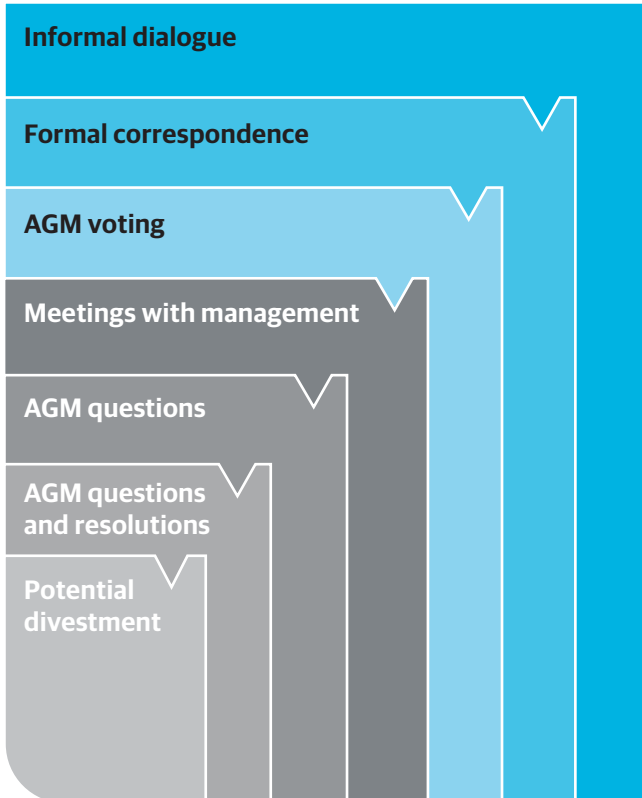 Informal dialogue
Formal correspondence
AGM voting
Meetings with management
AGM questions
AGM questions
and resolutions
Potential
divestment